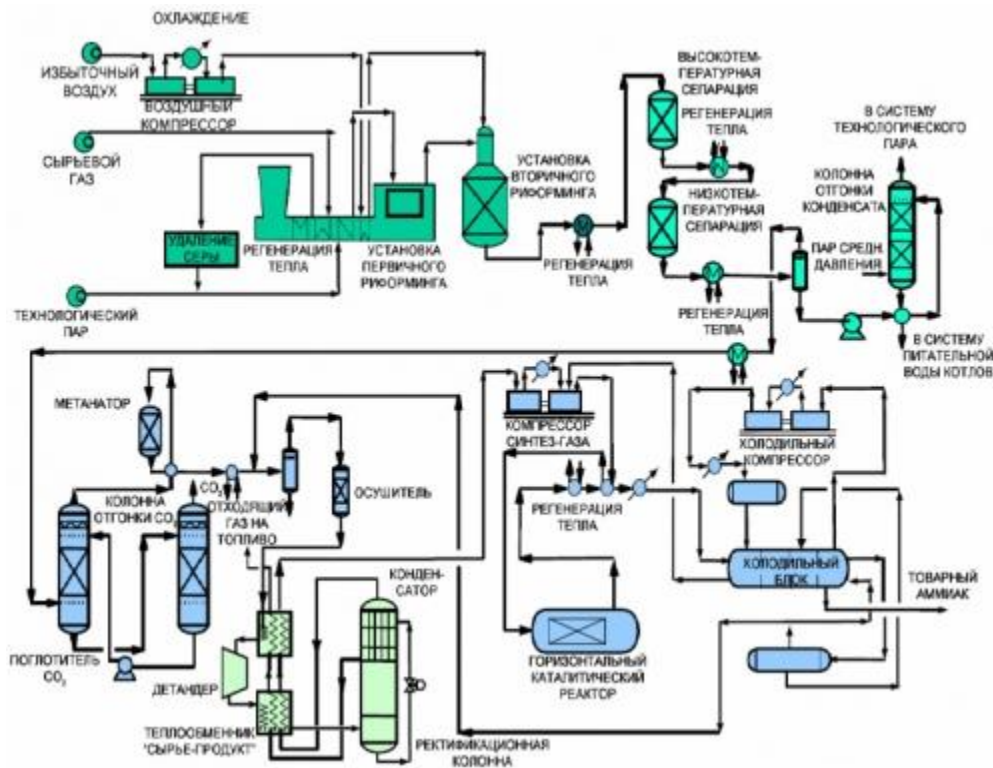 ОХЛАЖДЕНИЕ
ИЗБЫТОЧНЫЙ
ВОЗДУХ
ВОЗДУШНЫЙ
КОМПРЕССОР
СЫРЬЕВОЙ
ГАЗ
УДАЛЕНИЕ
СЕРЫ
РЕГЕНЕРАЦИЯ
ТЕПЛА
УСТАНОВКА
ПЕРВИЧНОГО
РИФОРМИНГА
ТЕХНОЛОГИЧЕСКИЙ
ПАР
УСТАНОВКА
ВТОРИЧНОГО
РИФОРМИНГА
РЕГЕНЕРАЦИЯ
ТЕПЛА
ВЫСОКОТЕМ-
ПЕРАТУРНАЯ
СЕПАРАЦИЯ
РЕГЕНЕРАЦИЯ
ТЕПЛА
НИЗКОТЕМ-
ПЕРАТУРНАЯ
СЕПАРАЦИЯ
РЕГЕНЕРАЦИЯ
ТЕПЛА
В СИСТЕМУ
ТЕХНОЛОГИЧЕСКОГО
ПАРА
КОЛОННА
ОТГОНКИ
КОНДЕНСАТА
ПАР СРЕДН.
ДАВЛЕНИЯ
В СИСТЕМУ
ПИТАТЕЛЬНОЙ
ВОДЫ КОТЛОВ
МЕТАНАТОР
КОЛОННА
ОТГОНКИ CO₂
CO₂
ОТХОДЯЩИЙ
ГАЗ НА
ТОПЛИВО
ОСУШИТЕЛЬ
КОМПРЕССОР
СИНТЕЗ-ГАЗА
РЕГЕНЕРАЦИЯ
ТЕПЛА
ХОЛОДИЛЬНЫЙ
КОМПРЕССОР
ХОЛОДИЛЬНЫЙ
БЛОК
ТОВАРНЫЙ
АММИАК
ПОГЛОТИТЕЛЬ
CO₂
ДЕТАНДЕР
ТЕПЛООБМЕННИК
"СЫРЬЕ-ПРОДУКТ"
КОНДЕН-
САТОР
РЕКТИФИКАЦИОННАЯ
КОЛОННА
ГОРИЗОНТАЛЬНЫЙ
КАТАЛИТИЧЕСКИЙ
РЕАКТОР